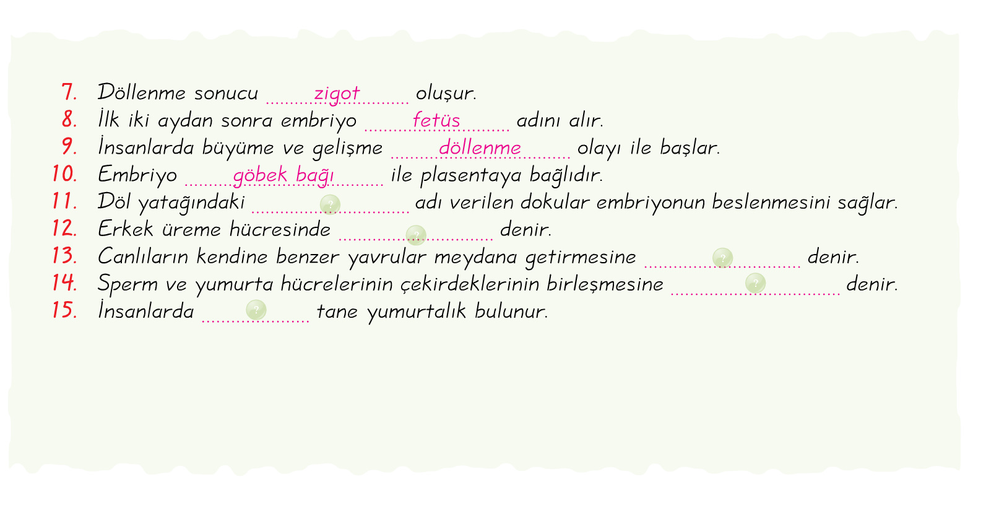 7. Döllenme sonucu zigot oluşur.
8. İlk iki aydan sonra embriyo fetüs adını alır.
9. İnsanlarda büyüme ve gelişme döllenme olayı ile başlar.
10. Embriyo göbek bağı ile plasentaya bağlıdır.
11. Döl yatağındaki ? adı verilen dokular embriyonun beslenmesini sağlar.
12. Erkek üreme hücresinde ? denir.
13. Canlıların kendine benzer yavrular meydana getirmesine ? denir.
14. Sperm ve yumurta hücrelerinin çekirdeklerinin birleşmesine ? denir.
15. İnsanlarda ? tane yumurtalık bulunur.